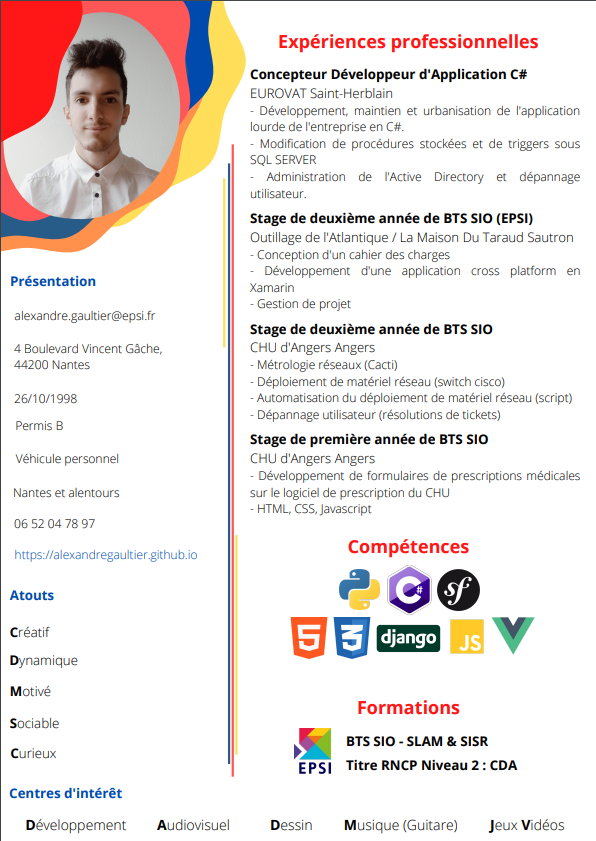 Expériences professionnelles
Concepteur Développeur d'Application C#
EUROVAT Saint-Herblain
- Développement, maintien et urbanisation de l'application
lourde de l'entreprise en C#.
- Modification de procédures stockées et de triggers sous
SQL SERVER
- Administration de l'Active Directory et dépannage
utilisateur.
Stage de deuxième année de BTS SIO (EPSI)
Outillage de l'Atlantique / La Maison Du Taraud Sautron
- Conception d'un cahier des charges
- Développement d'une application cross platform en
Xamarin
- Gestion de projet
Stage de deuxième année de BTS SIO
CHU d'Angers Angers
- Métrologie réseaux (Cacti)
- Déploiement de matériel réseau (switch cisco)
- Automatisation du déploiement de matériel réseau (script)
- Dépannage utilisateur (résolutions de tickets)
Stage de première année de BTS SIO
CHU d'Angers Angers
- Développement de formulaires de prescriptions médicales
sur le logiciel de prescription du CHU
- HTML, CSS, Javascript
Compétences
C#
sf
5
3
django
JS
Formations
EPSI
BTS SIO - SLAM & SISR
Titre RNCP Niveau 2 : CDA
Présentation
alexandre.gaultier@epsi.fr
4 Boulevard Vincent Gâche,
44200 Nantes
26/10/1998
Permis B
Véhicule personnel
Nantes et alentours
06 52 04 78 97
https://alexandregaultier.github.io
Atouts
Créatif
Dynamique
Motivé
Sociable
Curieux
Centres d'intérêt
Développement Audiovisuel Dessin Musique (Guitare) Jeux Vidéos